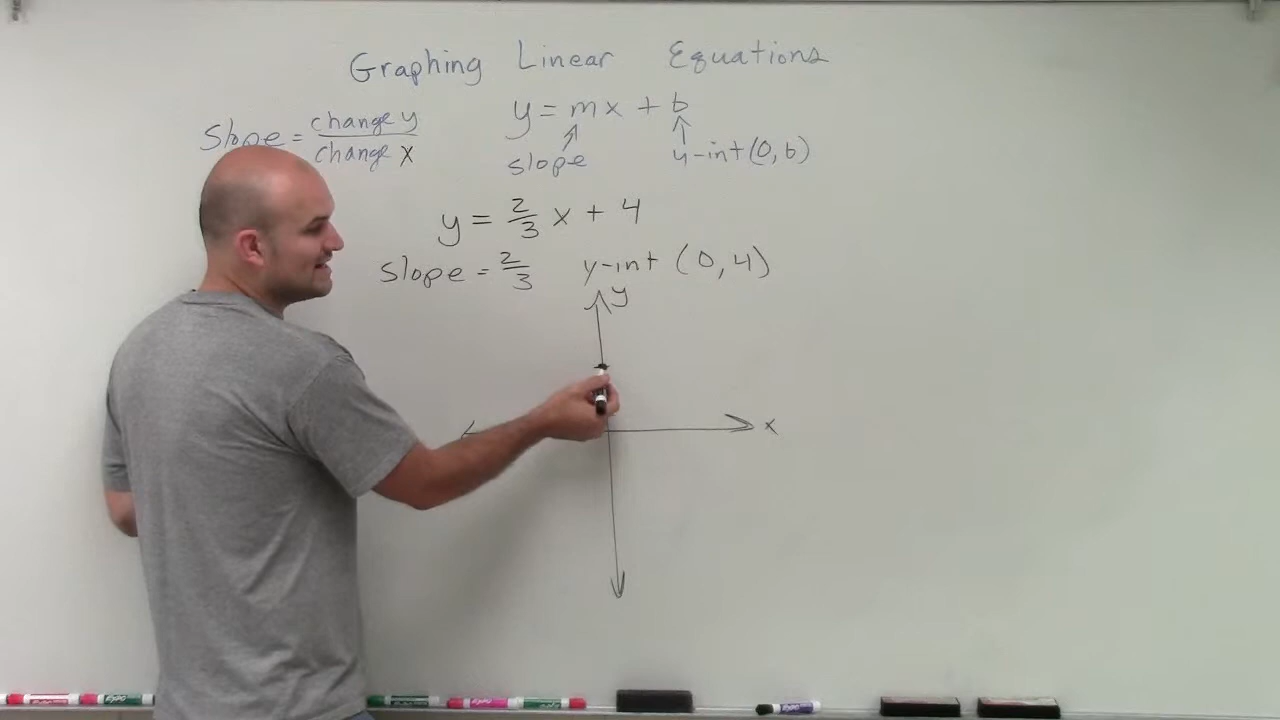 Graphing Linear Equations
Slope = change y / change x
y = mx + b
slope
y-int (0, b)
y = 2/3 x + 4
slope = 2/3 y-int (0, 4)
y
x